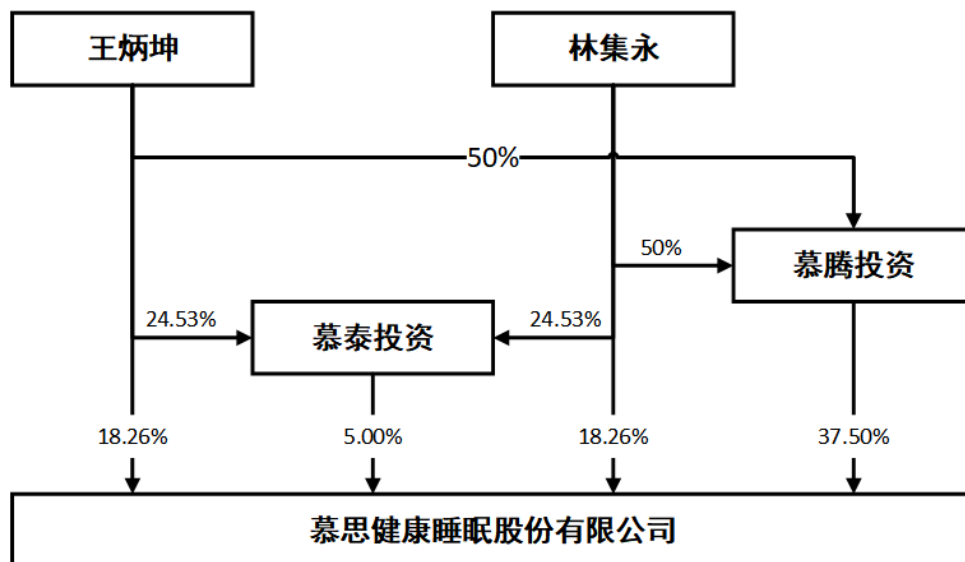 王炳坤
林集永
50%
50%
慕腾投资
24.53%
慕泰投资
24.53%
18.26%
5.00%
18.26%
37.50%
慕思健康睡眠股份有限公司